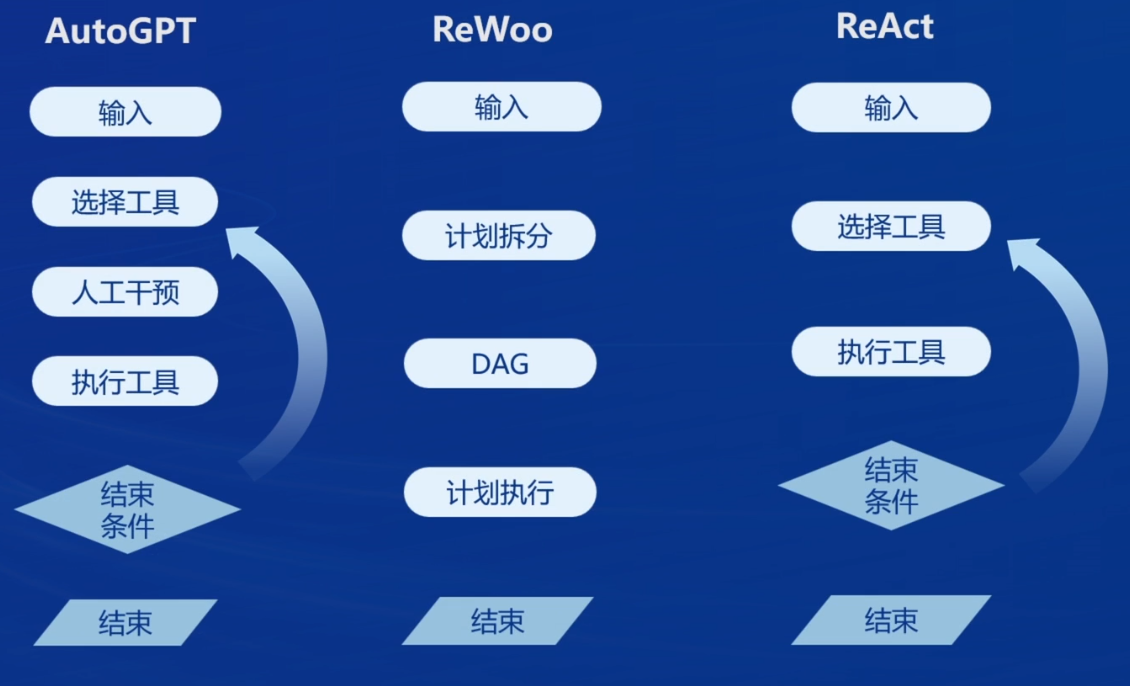 AutoGPT
输入
选择工具
人工干预
执行工具
结束
条件
结束
ReWoo
输入
计划拆分
DAG
计划执行
结束
ReAct
输入
选择工具
执行工具
结束
条件
结束